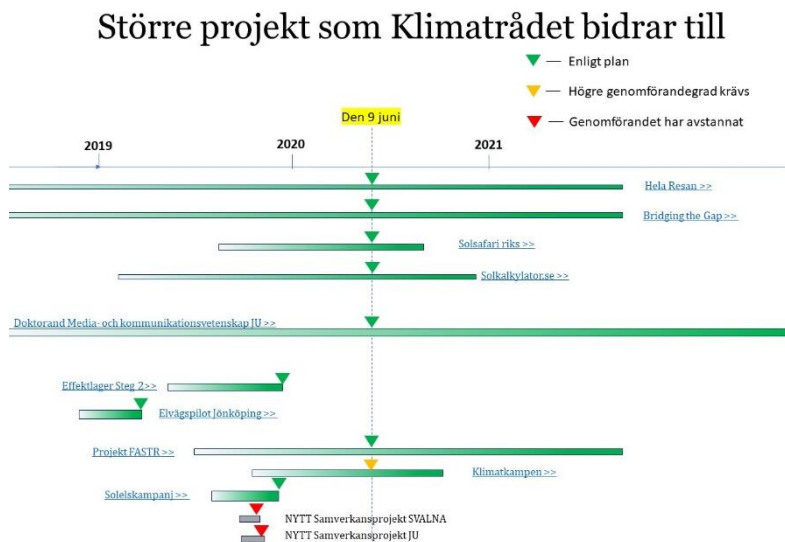 Större projekt som Klimatrådet bidrar till
Enligt plan
Högre genomförandegrad krävs
Genomförandet har avstannat
Den 9 juni
2019 2020 2021
Hela Resan >>
Bridging the Gap >>
Solsafari riks >>
Solkalkylator.se >>
Doktorand Media- och kommunikationsvetenskap JU >>
Effektlager Steg 2>>
Elvägspilot Jönköping >>
Projekt FASTR >>
Klimatkampen >>
Solelskampanj >>
NYTT Samverkansprojekt SVALNA
NYTT Samverkansprojekt JU